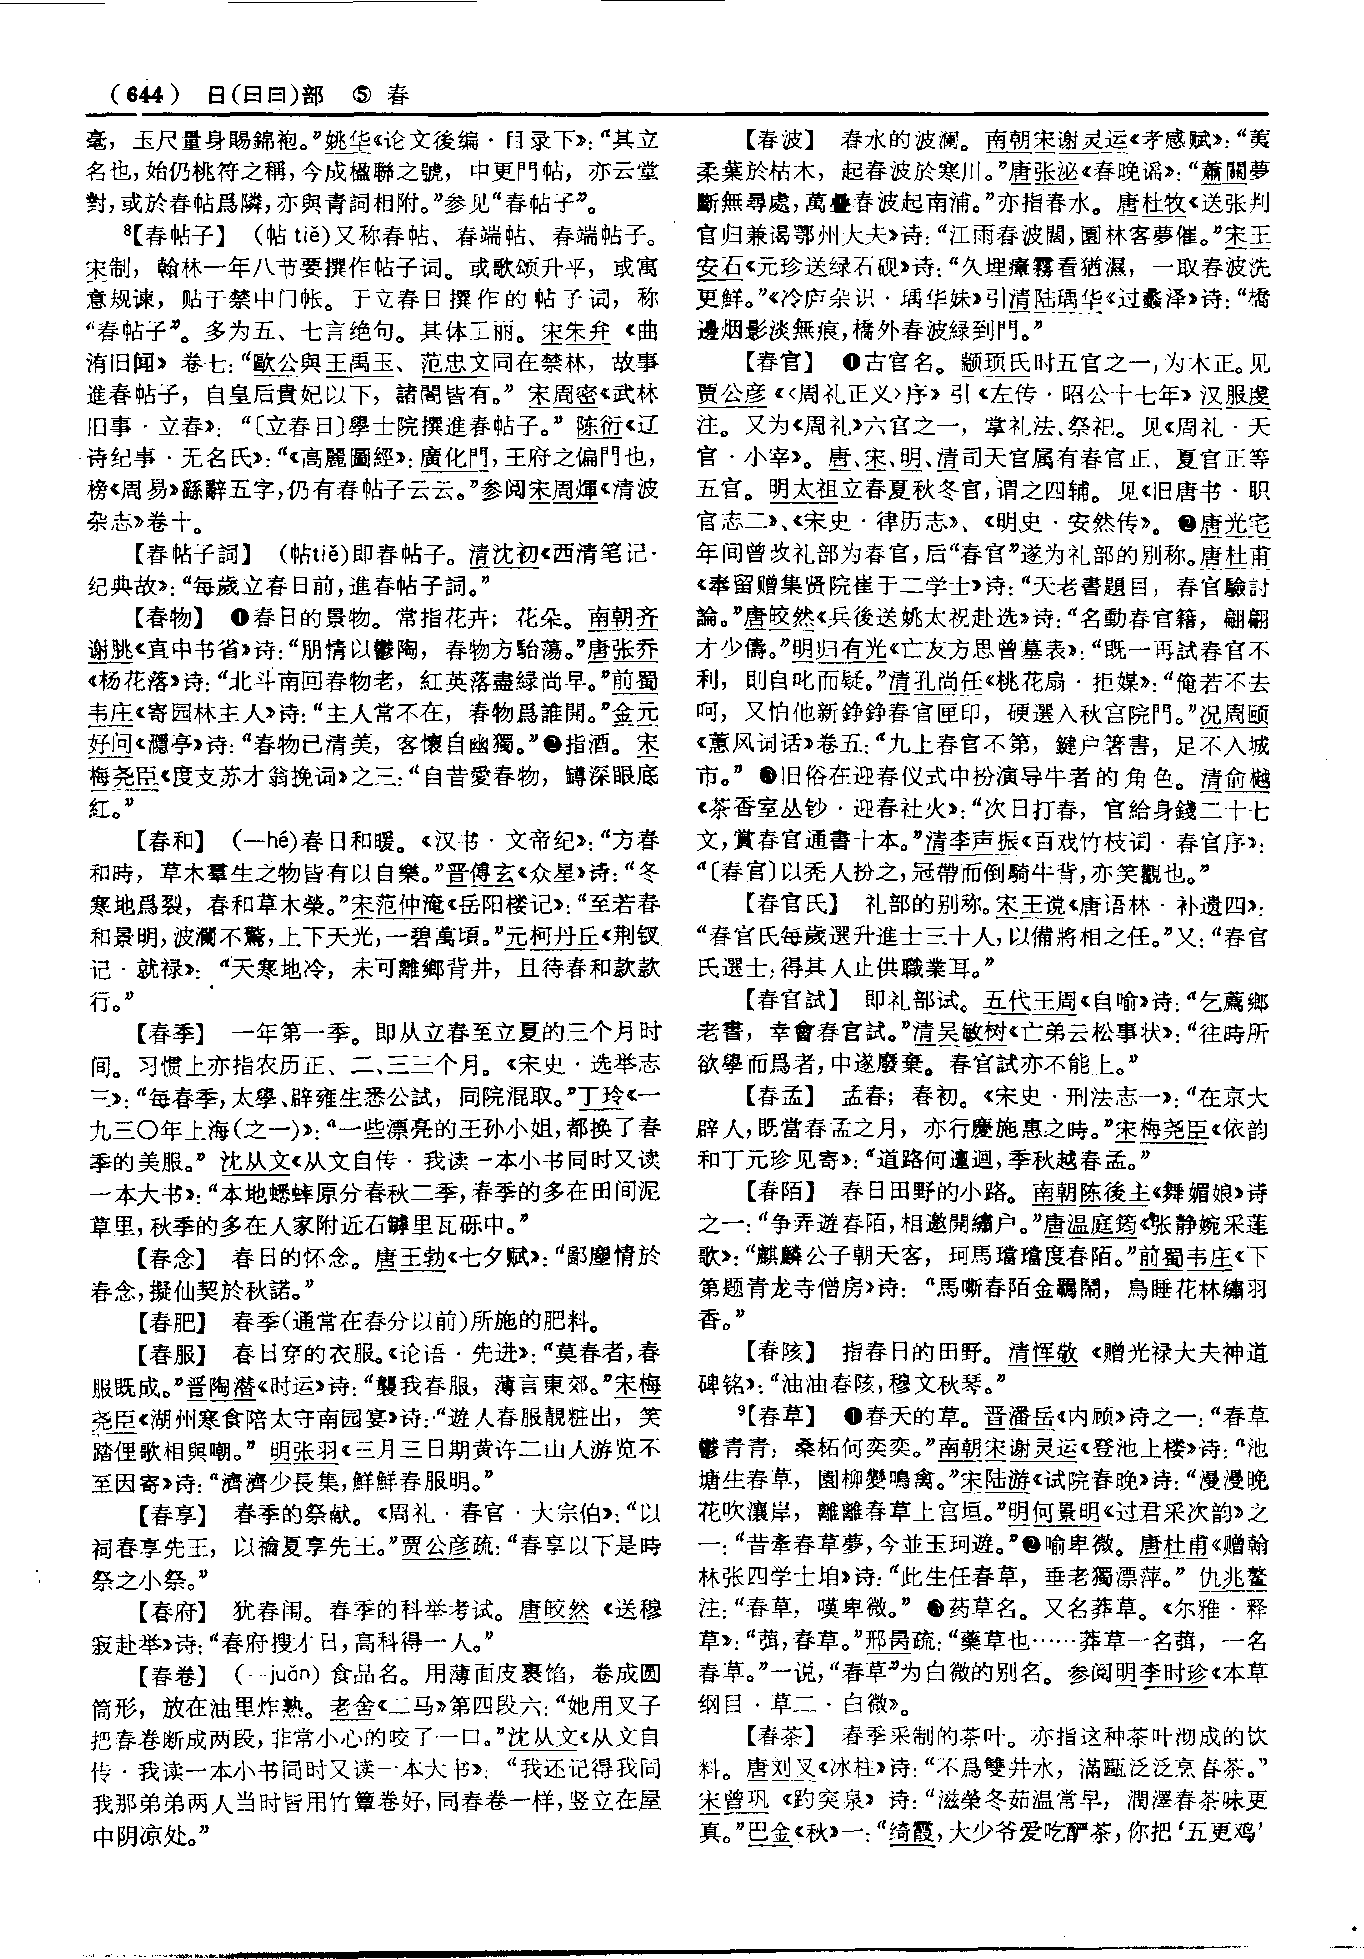 （644） 日(⺜曰)部 ⑤ 春
毫，玉尺量身賜錦袍。”姚华《论文後编·目录下》：“其立
名也，始仍桃符之稱，今成楹聯之號，中更門帖，亦云堂
對，或於春帖爲隣，亦與青詞相附。”参见“春帖子”。
⁸【春帖子】 （帖tiě）又称春帖、春端帖、春端帖子。
宋制，翰林一年八节要撰作帖子词。或歌颂升平，或寓
意规谏，贴于禁中门帐。于立春日撰作的帖子词，称
“春帖子”。多为五、七言绝句。其体工丽。宋朱弁《曲
洧旧闻》卷七：“歐公與王禹玉、范忠文同在禁林，故事
進春帖子，自皇后貴妃以下，諸閤皆有。”宋周密《武林
旧事·立春》：“〔立春日〕學士院撰進春帖子。”陈衍《辽
诗纪事·无名氏》：“《高麗圖經》：廣化門，王府之偏門也，
榜《周易》繇辭五字，仍有春帖子云云。”参阅宋周煇《清波
杂志》卷十。
【春帖子詞】 （帖tiě）即春帖子。清沈初《西清笔记·
纪典故》：“每歲立春日前，進春帖子詞。”
【春物】 ❶春日的景物。常指花卉；花朵。南朝齐
谢朓《直中书省》诗：“朋情以鬱陶，春物方駘蕩。”唐张乔
《杨花落》诗：“北斗南回春物老，紅英落盡緑尚早。”前蜀
韦庄《寄园林主人》诗：“主人常不在，春物爲誰開。”金元
好问《㶏亭》诗：“春物已清美，客懷自幽獨。”❷指酒。宋
梅尧臣《度支苏才翁挽词》之三：“自昔愛春物，罇深眼底
紅。”
【春和】 （—hé）春日和暖。《汉书·文帝纪》：“方春
和時，草木羣生之物皆有以自樂。”晋傅玄《众星》诗：“冬
寒地爲裂，春和草木榮。”宋范仲淹《岳阳楼记》：“至若春
和景明，波瀾不驚，上下天光，一碧萬頃。”元柯丹丘《荆钗
记·就禄》：“天寒地冷，未可離鄉背井，且待春和款款
行。”
【春季】 一年第一季。即从立春至立夏的三个月时
间。习惯上亦指农历正、二、三三个月。《宋史·选举志
三》：“每春季，太學、辟雍生悉公試，同院混取。”丁玲《一
九三〇年上海（之一）》：“一些漂亮的王孙小姐，都换了春
季的美服。”沈从文《从文自传·我读一本小书同时又读
一本大书》：“本地蟋蟀原分春秋二季，春季的多在田间泥
草里，秋季的多在人家附近石罅里瓦砾中。”
【春念】 春日的怀念。唐王勃《七夕赋》：“鄙塵情於
春念，擬仙契於秋諾。”
【春肥】 春季（通常在春分以前）所施的肥料。
【春服】 春日穿的衣服。《论语·先进》：“莫春者，春
服既成。”晋陶潜《时运》诗：“襲我春服，薄言東郊。”宋梅
尧臣《湖州寒食陪太守南园宴》诗：“遊人春服靚粧出，笑
踏俚歌相與嘲。”明张羽《三月三日期黄许二山人游览不
至因寄》诗：“濟濟少長集，鮮鮮春服明。”
【春享】 春季的祭献。《周礼·春官·大宗伯》：“以
祠春享先王，以禴夏享先王。”贾公彦疏：“春享以下是時
祭之小祭。”
【春府】 犹春闱。春季的科举考试。唐皎然《送穆
寂赴举》诗：“春府搜才日，高科得一人。”
【春卷】 （—juǎn）食品名。用薄面皮裹馅，卷成圆
筒形，放在油里炸熟。老舍《二马》第四段六：“她用叉子
把春卷断成两段，非常小心的咬了一口。”沈从文《从文自
传·我读一本小书同时又读一本大书》：“我还记得我同
我那弟弟两人当时皆用竹簟卷好，同春卷一样，竖立在屋
中阴凉处。”
【春波】 春水的波澜。南朝宋谢灵运《孝感赋》：“荑
柔葉於枯木，起春波於寒川。”唐张泌《春晚谣》：“蕭關夢
斷無尋處，萬疊春波起南浦。”亦指春水。唐杜牧《送张判
官归兼谒鄂州大夫》诗：“江雨春波闊，園林客夢催。”宋王
安石《元珍送绿石砚》诗：“久埋瘴霧看猶濕，一取春波洗
更鮮。”《冷庐杂识·瑀华妹》引清陆瑀华《过蠡泽》诗：“橋
邊烟影淡無痕，橋外春波緑到門。”
【春官】 ❶古官名。颛顼氏时五官之一，为木正。见
贾公彦《〈周礼正义〉序》引《左传·昭公十七年》汉服虔
注。又为《周礼》六官之一，掌礼法、祭祀。见《周礼·天
官·小宰》。唐、宋、明、清司天官属有春官正、夏官正等
五官。明太祖立春夏秋冬官，谓之四辅。见《旧唐书·职
官志二》、《宋史·律历志》、《明史·安然传》。❷唐光宅
年间曾改礼部为春官，后“春官”遂为礼部的别称。唐杜甫
《奉留赠集贤院崔于二学士》诗：“天老書題目，春官驗討
論。”唐皎然《兵後送姚太祝赴选》诗：“名動春官籍，翩翩
才少儔。”明归有光《亡友方思曾墓表》：“既一再試春官不
利，則自叱而疑。”清孔尚任《桃花扇·拒媒》：“俺若不去
呵，又怕他新錚錚春官匣印，硬選入秋宫院門。”况周颐
《蕙风词话》卷五：“九上春官不第，鍵户箸書，足不入城
市。”❸旧俗在迎春仪式中扮演导牛者的角色。清俞樾
《茶香室丛钞·迎春社火》：“次日打春，官給身錢二十七
文，賞春官通書十本。”清李声振《百戏竹枝词·春官序》：
“〔春官〕以秃人扮之，冠帶而倒騎牛背，亦笑觀也。”
【春官氏】 礼部的别称。宋王谠《唐语林·补遗四》：
“春官氏每歲選升進士三十人，以備將相之任。”又：“春官
氏選士，得其人止供職業耳。”
【春官試】 即礼部试。五代王周《自喻》诗：“乞薦鄉
老書，幸會春官試。”清吴敏树《亡弟云松事状》：“往時所
欲學而爲者，中遂廢棄。春官試亦不能上。”
【春孟】 孟春；春初。《宋史·刑法志一》：“在京大
辟人，既當春孟之月，亦行慶施惠之時。”宋梅尧臣《依韵
和丁元珍见寄》：“道路何邅迴，季秋越春孟。”
【春陌】 春日田野的小路。南朝陈後主《舞媚娘》诗
之一：“争弄遊春陌，相邀開繡户。”唐温庭筠《张静婉采莲
歌》：“麒麟公子朝天客，珂馬璫璫度春陌。”前蜀韦庄《下
第题青龙寺僧房》诗：“馬嘶春陌金羈鬧，鳥睡花林繡羽
香。”
【春陔】 指春日的田野。清恽敬《赠光禄大夫神道
碑铭》：“油油春陔，穆文秋琴。”
⁹【春草】 ❶春天的草。晋潘岳《内顾》诗之一：“春草
鬱青青，桑柘何奕奕。”南朝宋谢灵运《登池上楼》诗：“池
塘生春草，園柳變鳴禽。”宋陆游《试院春晚》诗：“漫漫晚
花吹瀼岸，離離春草上宫垣。”明何景明《过君采次韵》之
一：“昔牽春草夢，今並玉珂遊。”❷喻卑微。唐杜甫《赠翰
林张四学士垍》诗：“此生任春草，垂老獨漂萍。”仇兆鳌
注：“春草，嘆卑微。”❸药草名。又名莽草。《尔雅·释
草》：“葞，春草。”邢昺疏：“藥草也……莽草一名葞，一名
春草。”一说，“春草”为白微的别名。参阅明李时珍《本草
纲目·草二·白微》。
【春茶】 春季采制的茶叶。亦指这种茶叶沏成的饮
料。唐刘叉《冰柱》诗：“不爲雙井水，滿甌泛泛烹春茶。”
宋曾巩《趵突泉》诗：“滋榮冬茹温常早，潤澤春茶味更
真。”巴金《秋》一：“绮霞，大少爷爱吃酽茶，你把‘五更鸡’